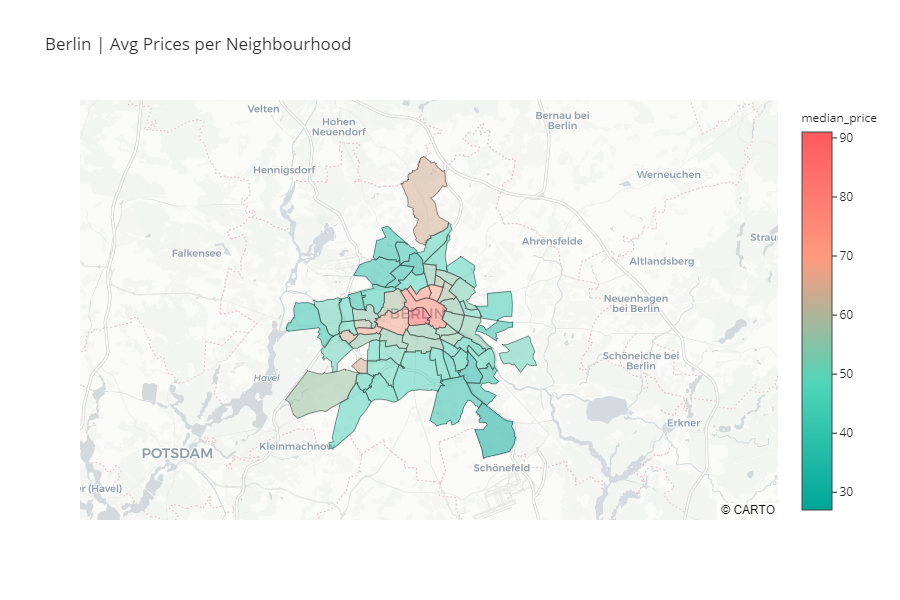 Berlin | Avg Prices per Neighbourhood
median_price
90
80
70
60
50
40
30
Velten
Hohen
Neuendorf
Bernau bei
Berlin
Hennigsdorf
Werneuchen
Falkensee
Ahrensfelde
Straus
Altlandsberg
Neuenhagen
bei Berlin
BERLIN
Schöneiche bei
Berlin
Havel
Erkner
Kleinmachnow
POTSDAM
Schönefeld
r (Havel)
© CARTO